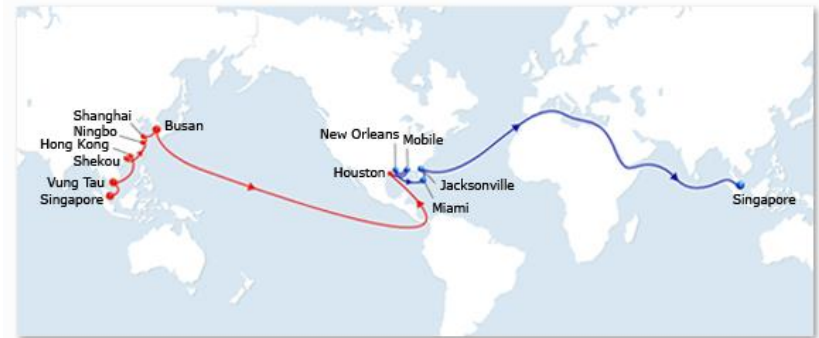 Shanghai
Ningbo
Hong Kong
Shekou
Vung Tau
Singapore
Busan
New Orleans
Mobile
Houston
Jacksonville
Miami
Singapore